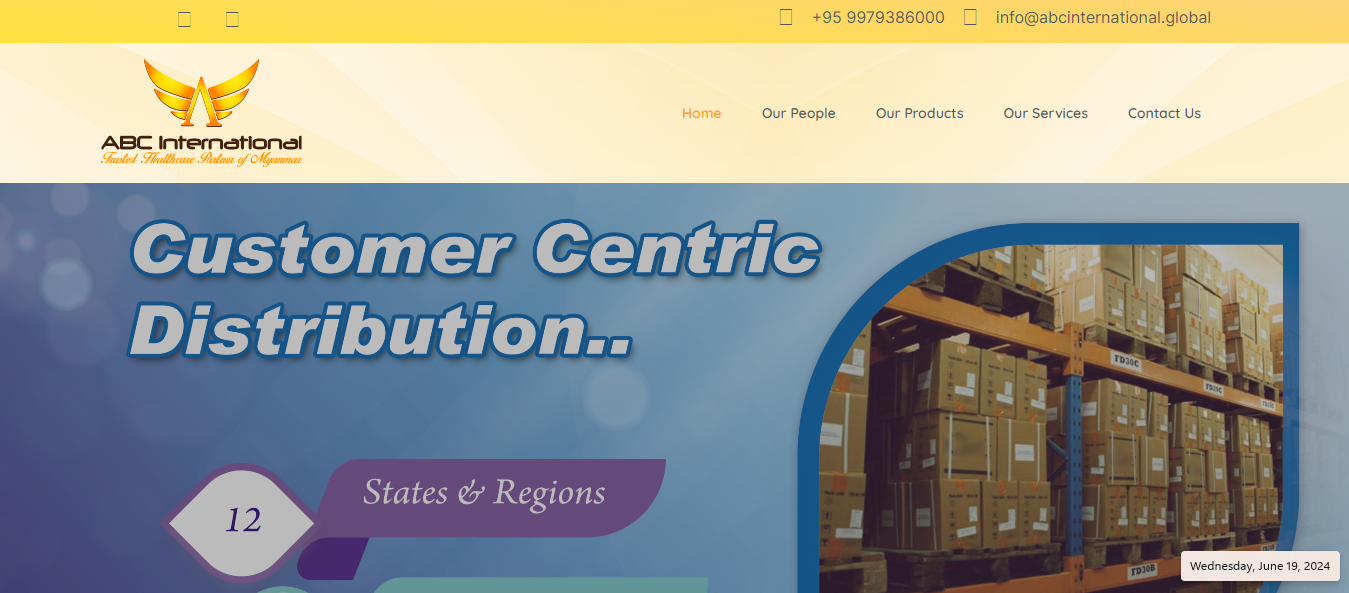 +95 9979386000 info@abcinternational.global
ABC International
Trusted Healthcare Partner of Myanmar
Home Our People Our Products Our Services Contact Us
Customer Centric
Distribution..
FD30C
States & Regions
12
FD30B
Wednesday, June 19, 2024